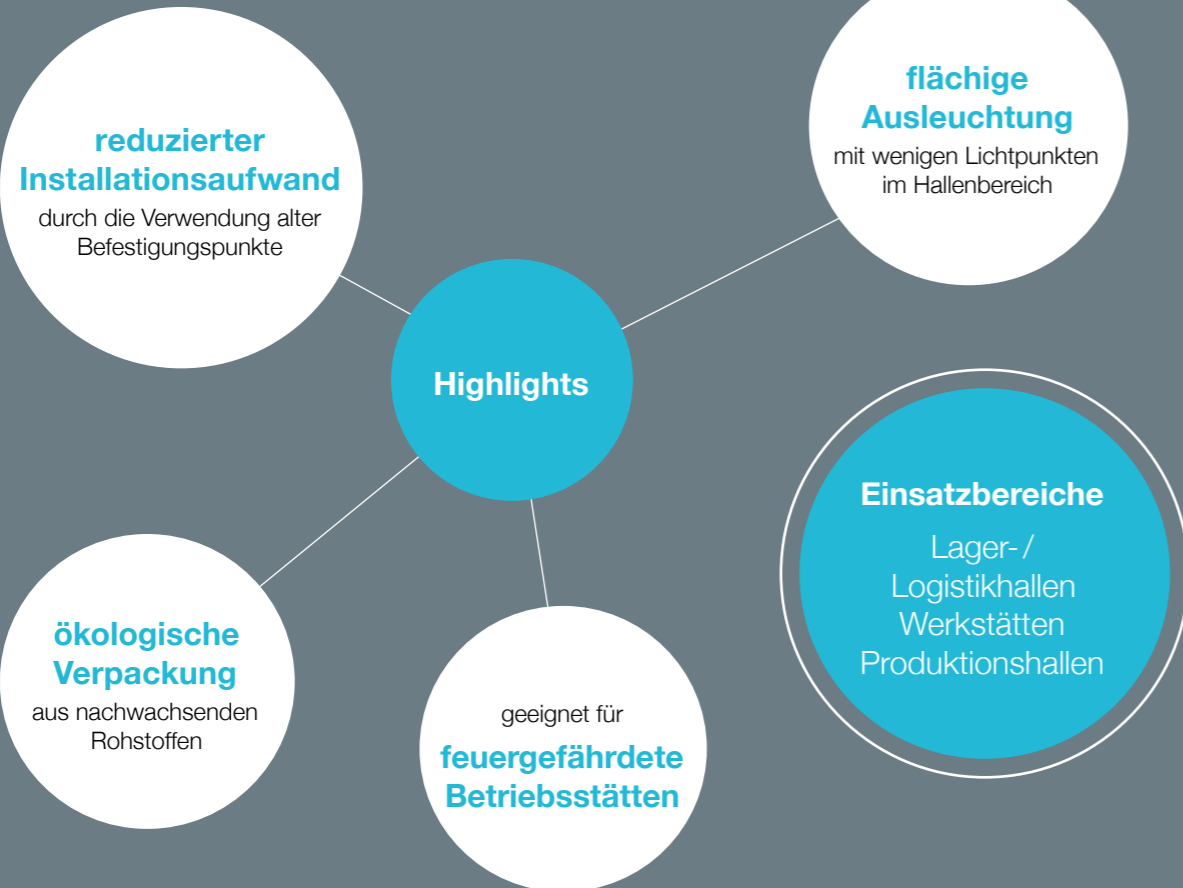 reduzierter
Installationsaufwand
durch die Verwendung alter
Befestigungspunkte
flächige
Ausleuchtung
mit wenigen Lichtpunkten
im Hallenbereich
Highlights
Einsatzbereiche
Lager- /
Logistikhallen
Werkstätten
Produktionshallen
ökologische
Verpackung
aus nachwachsenden
Rohstoffen
geeignet für
feuergefährdete
Betriebsstätten